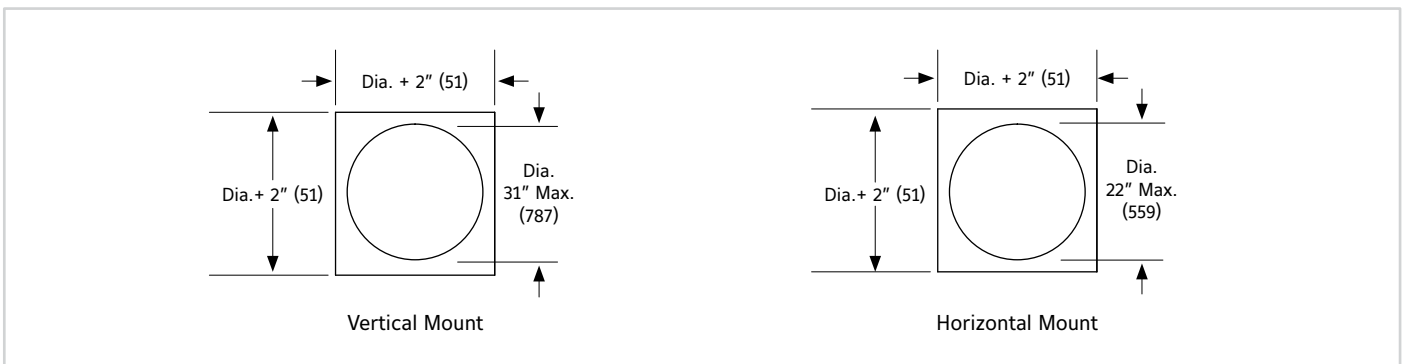 Dia. + 2" (51)
Dia.+ 2" (51)
Dia.
31" Max.
(787)
Vertical Mount
Dia. + 2" (51)
Dia.+ 2" (51)
Dia.
22" Max.
(559)
Horizontal Mount